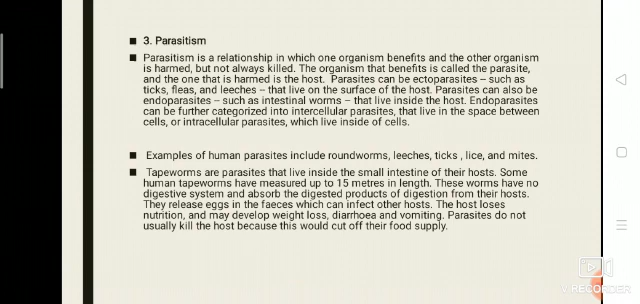 3. Parasitism
Parasitism is a relationship in which one organism benefits and the other organism
is harmed, but not always killed. The organism that benefits is called the parasite,
and the one that is harmed is the host.  Parasites can be ectoparasites – such as
ticks, fleas, and leeches – that live on the surface of the host. Parasites can also be
endoparasites – such as intestinal worms – that live inside the host. Endoparasites
can be further categorized into intercellular parasites, that live in the space between
cells, or intracellular parasites, which live inside of cells.
Examples of human parasites include roundworms, leeches, ticks , lice, and mites.
Tapeworms are parasites that live inside the small intestine of their hosts. Some
human tapeworms have measured up to 15 metres in length. These worms have no
digestive system and absorb the digested products of digestion from their hosts.
They release eggs in the faeces which can infect other hosts. The host loses
nutrition, and may develop weight loss, diarrhoea and vomiting. Parasites do not
usually kill the host because this would cut off their food supply.
V RECORDER